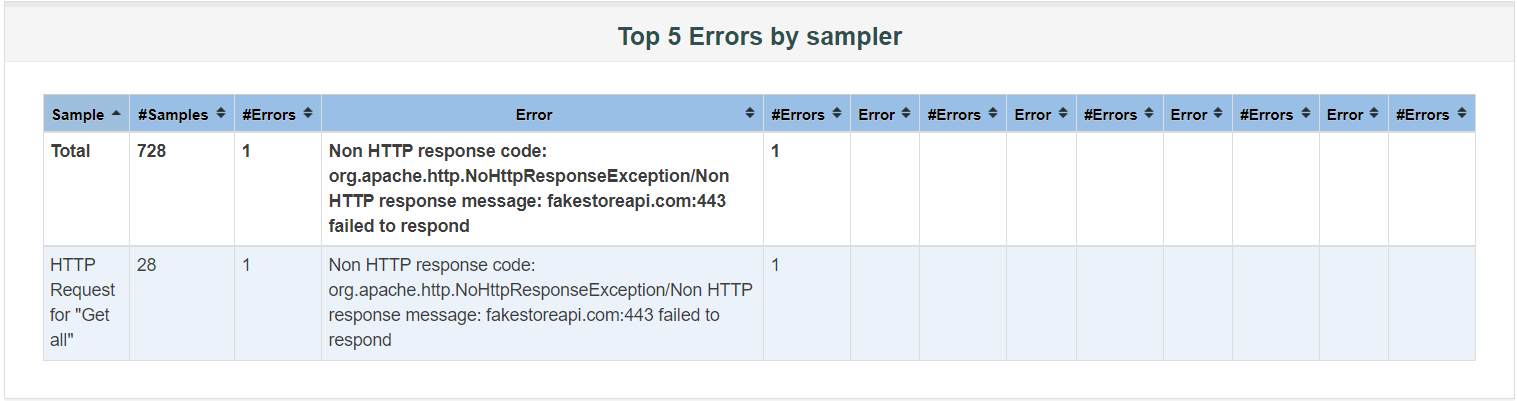 Top 5 Errors by sampler
Sample #Samples #Errors Error #Errors Error #Errors Error #Errors Error #Errors Error #Errors
Total 728 1 Non HTTP response code: 1
org.apache.http.NoHttpResponseException/Non
HTTP response message: fakestoreapi.com:443
failed to respond
HTTP 28 1 Non HTTP response code: 1
Request org.apache.http.NoHttpResponseException/Non HTTP
for "Get response message: fakestoreapi.com:443 failed to
all" respond